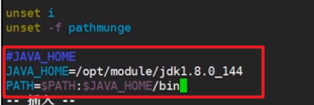 unset i
unset -f pathmunge
#JAVA_HOME
JAVA_HOME=/opt/module/jdk1.8.0_144
PATH=$PATH:$JAVA_HOME/bin
-- 插入 --